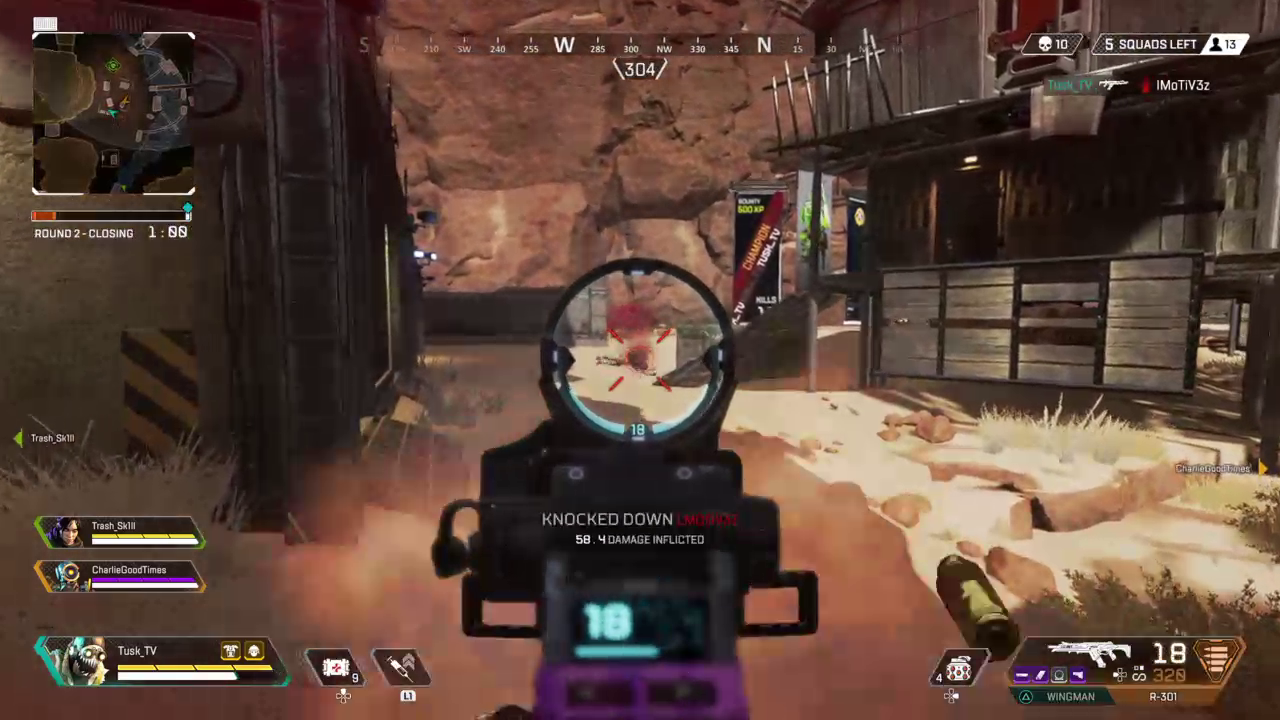 S 210 SW 240 255 W 285 300 NW 330 345 N 15 30
304
10 5 SQUADS LEFT 13
Tusk_TV IMoTiV3z
ROUND 2 - CLOSING 1:00
BOUNTY
500 XP
CHAMPION
TUSK_TV
KILLS
18
Trash_Sk1ll
CharlieGoodTimes
KNOCKED DOWN
58.4 DAMAGE INFLICTED
Trash_Sk1ll
CharlieGoodTimes
18
Tusk_TV
9
L1
4
18
320
WINGMAN
R-301